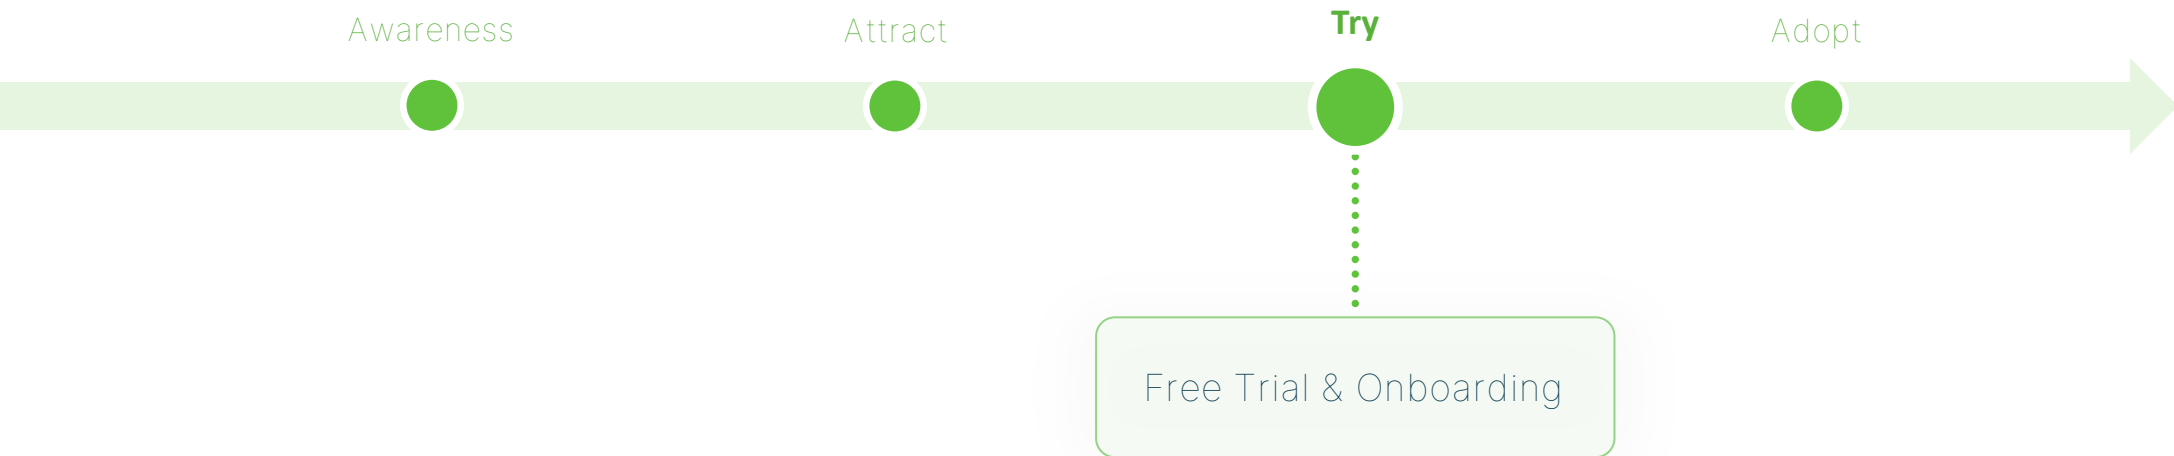 Awareness
Attract
Try
Adopt
Free Trial & Onboarding